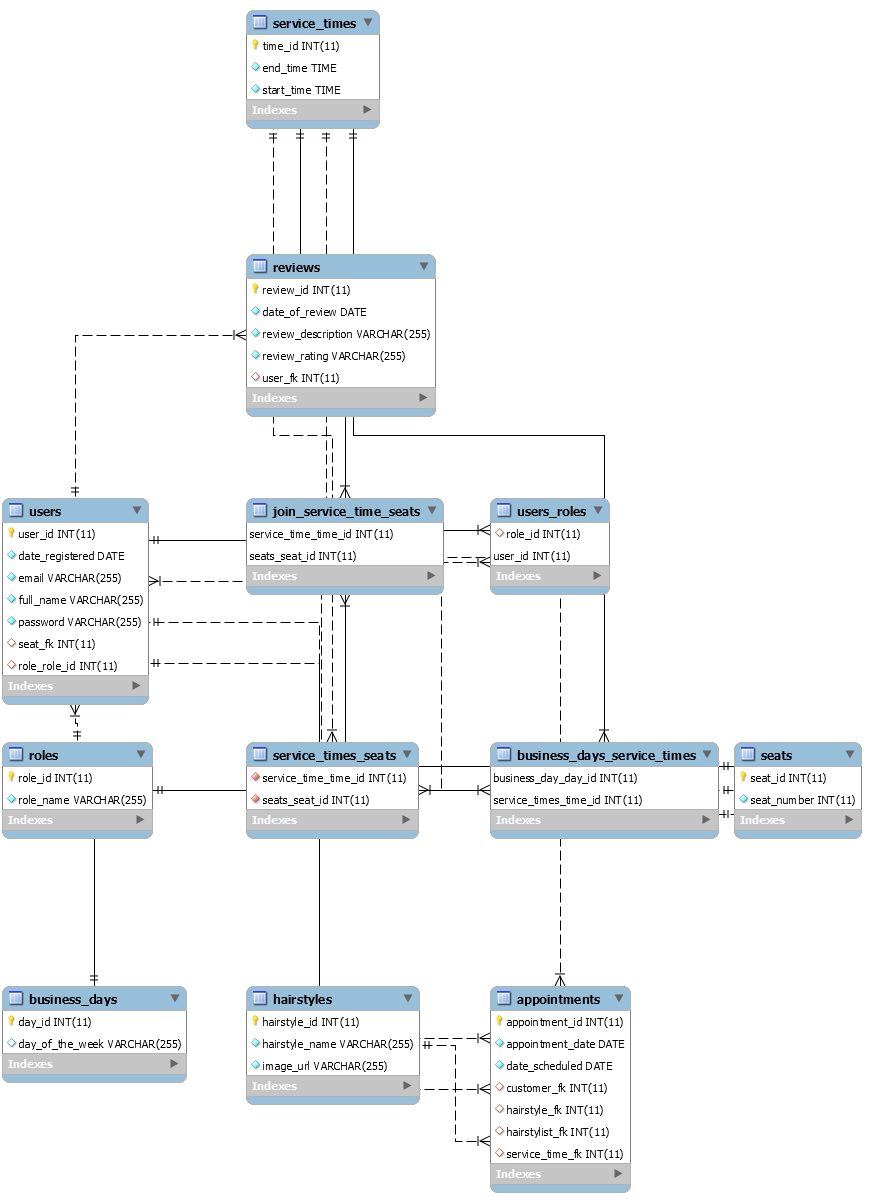 service_times
time_id INT(11)
end_time TIME
start_time TIME
Indexes
reviews
review_id INT(11)
date_of_review DATE
review_description VARCHAR(255)
review_rating VARCHAR(255)
user_fk INT(11)
Indexes
users
user_id INT(11)
date_registered DATE
email VARCHAR(255)
full_name VARCHAR(255)
password VARCHAR(255)
seat_fk INT(11)
role_role_id INT(11)
Indexes
join_service_time_seats
service_time_time_id INT(11)
seats_seat_id INT(11)
Indexes
users_roles
role_id INT(11)
user_id INT(11)
Indexes
roles
role_id INT(11)
role_name VARCHAR(255)
Indexes
service_times_seats
service_time_time_id INT(11)
seats_seat_id INT(11)
Indexes
business_days_service_times
business_day_day_id INT(11)
service_times_time_id INT(11)
Indexes
seats
seat_id INT(11)
seat_number INT(11)
Indexes
business_days
day_id INT(11)
day_of_the_week VARCHAR(255)
Indexes
hairstyles
hairstyle_id INT(11)
hairstyle_name VARCHAR(255)
image_url VARCHAR(255)
Indexes
appointments
appointment_id INT(11)
appointment_date DATE
date_scheduled DATE
customer_fk INT(11)
hairstyle_fk INT(11)
hairstylist_fk INT(11)
service_time_fk INT(11)
Indexes